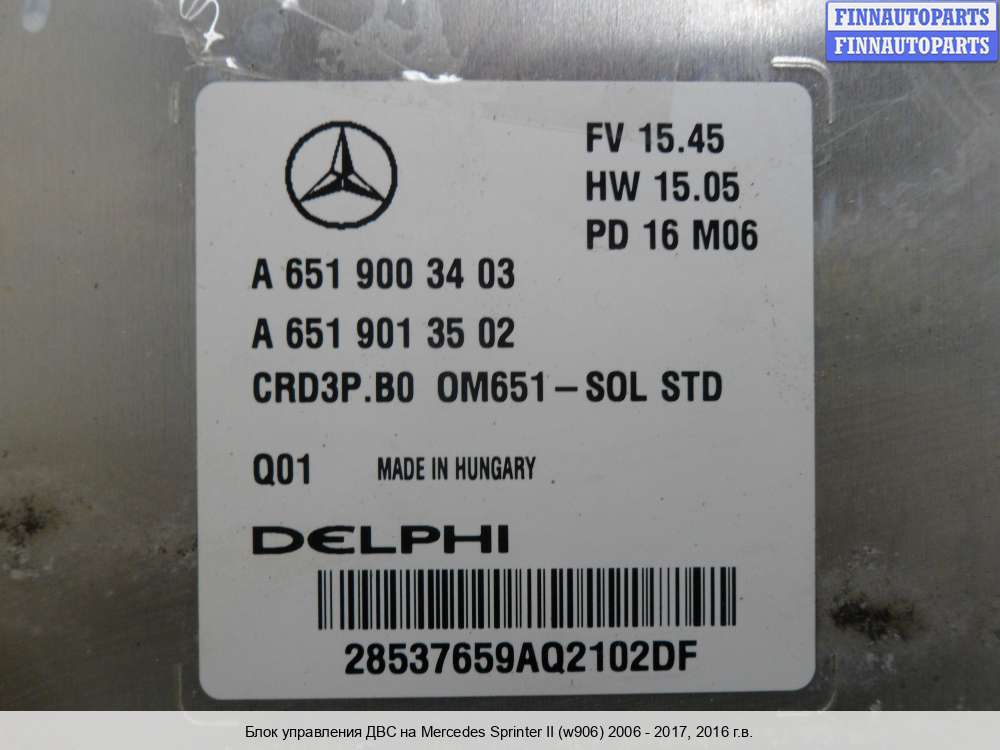 FINNAUTOPARTS
FINNAUTOPARTS
FV 15.45
HW 15.05
PD 16 M06
A 651 900 34 03
A 651 901 35 02
CRD3P.B0 OM651-SOL STD
Q01 MADE IN HUNGARY
DELPHI
28537659AQ2102DF
Блок управления ДВС на Mercedes Sprinter II (w906) 2006 - 2017, 2016 г.в.